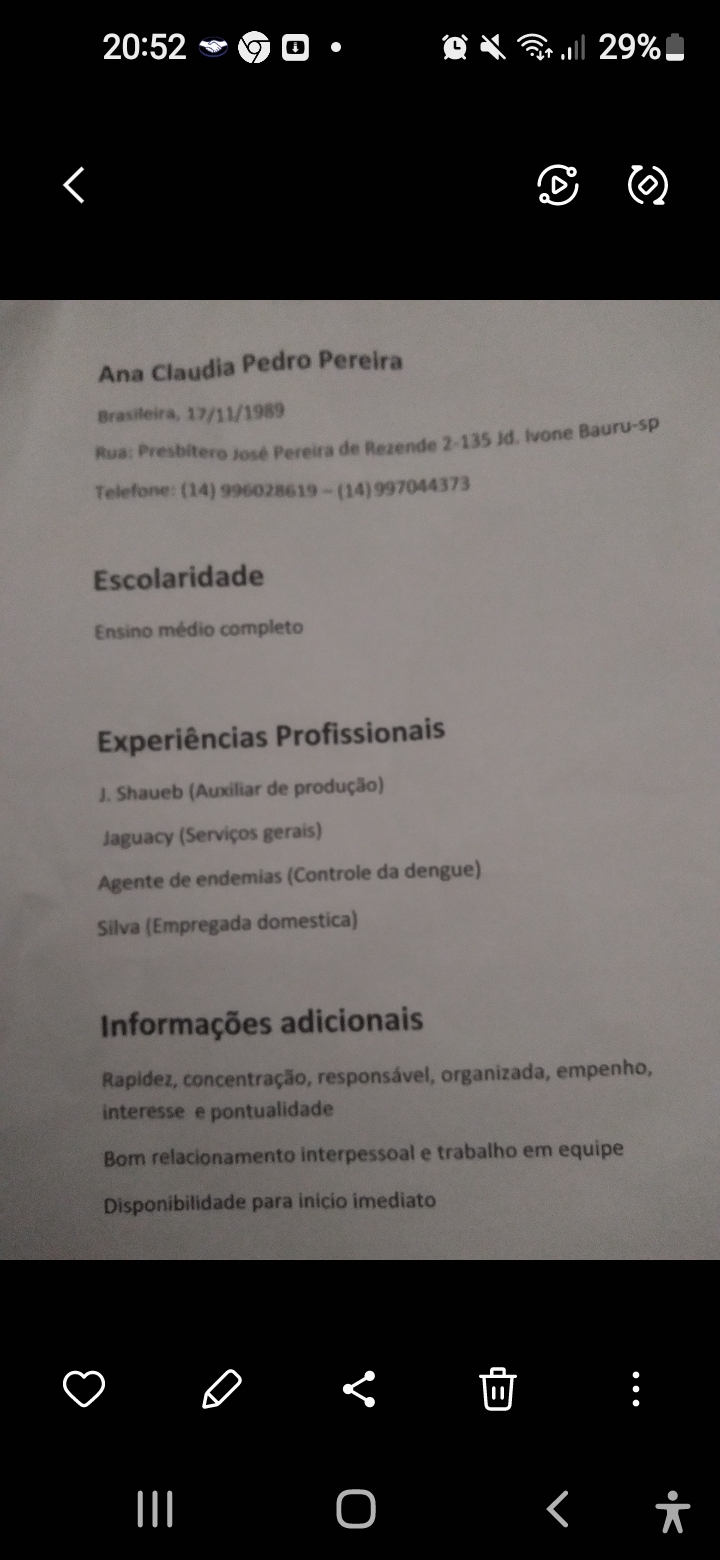 20:52
29%
Ana Claudia Pedro Pereira
Brasileira, 17/11/1989
Rua: Presbítero José Pereira de Rezende 2-135 Jd. Ivone Bauru-sp
Telefone: (14) 996028619 – (14)997044373
Escolaridade
Ensino médio completo
Experiências Profissionais
J. Shaueb (Auxiliar de produção)
Jaguacy (Serviços gerais)
Agente de endemias (Controle da dengue)
Silva (Empregada domestica)
Informações adicionais
Rapidez, concentração, responsável, organizada, empenho,
interesse e pontualidade
Bom relacionamento interpessoal e trabalho em equipe
Disponibilidade para inicio imediato